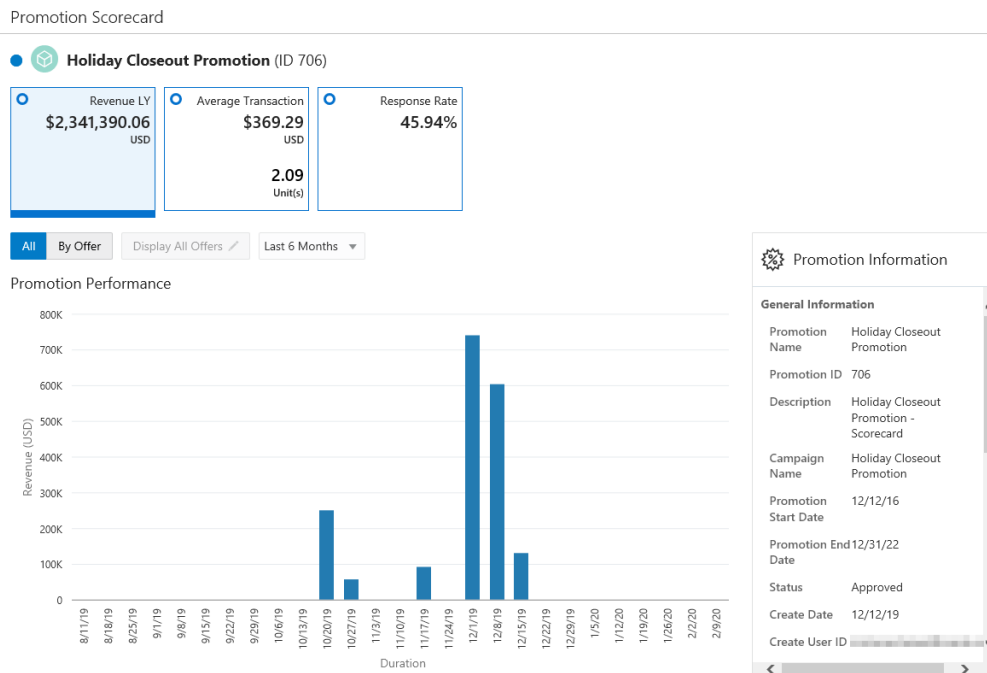 Promotion Scorecard
Holiday Closeout Promotion (ID 706)
Revenue LY
$2,341,390.06
USD
Average Transaction
$369.29
USD
2.09
Unit(s)
Response Rate
45.94%
All
By Offer
Display All Offers
Last 6 Months
Promotion Performance
800K
700K
600K
500K
400K
300K
200K
100K
0
Revenue (USD)
8/11/19
8/18/19
8/25/19
9/1/19
9/8/19
9/15/19
9/22/19
9/29/19
10/6/19
10/13/19
10/20/19
10/27/19
11/3/19
11/10/19
11/17/19
11/24/19
12/1/19
12/8/19
12/15/19
12/22/19
12/29/19
1/5/20
1/12/20
1/19/20
1/26/20
2/2/20
2/9/20
Duration
Promotion Information
General Information
Promotion Name
Holiday Closeout
Promotion
Promotion ID 706
Description
Holiday Closeout
Promotion -
Scorecard
Campaign Name
Holiday Closeout
Promotion
Promotion Start Date
12/12/16
Promotion End Date
12/31/22
Status Approved
Create Date 12/12/19
Create User ID